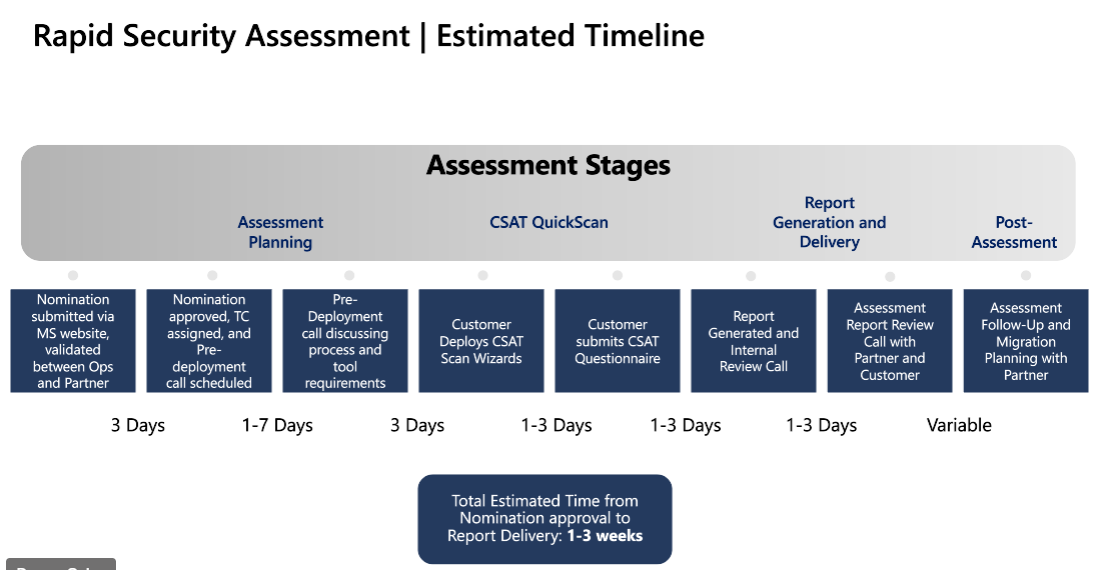 Rapid Security Assessment | Estimated Timeline
Assessment Stages
Assessment
Planning
CSAT QuickScan
Report
Generation and
Delivery
Post-
Assessment
Nomination
submitted via
MS website,
validated
between Ops
and Partner
Nomination
approved, TC
assigned, and
Pre-
deployment
call scheduled
Pre-
Deployment
call discussing
process and
tool
requirements
Customer
Deploys CSAT
Scan Wizards
Customer
submits CSAT
Questionnaire
Report
Generated and
Internal
Review Call
Assessment
Report Review
Call with
Partner and
Customer
Assessment
Follow-Up and
Migration
Planning with
Partner
3 Days
1-7 Days
3 Days
1-3 Days
1-3 Days
1-3 Days
Variable
Total Estimated Time from
Nomination approval to
Report Delivery: 1-3 weeks